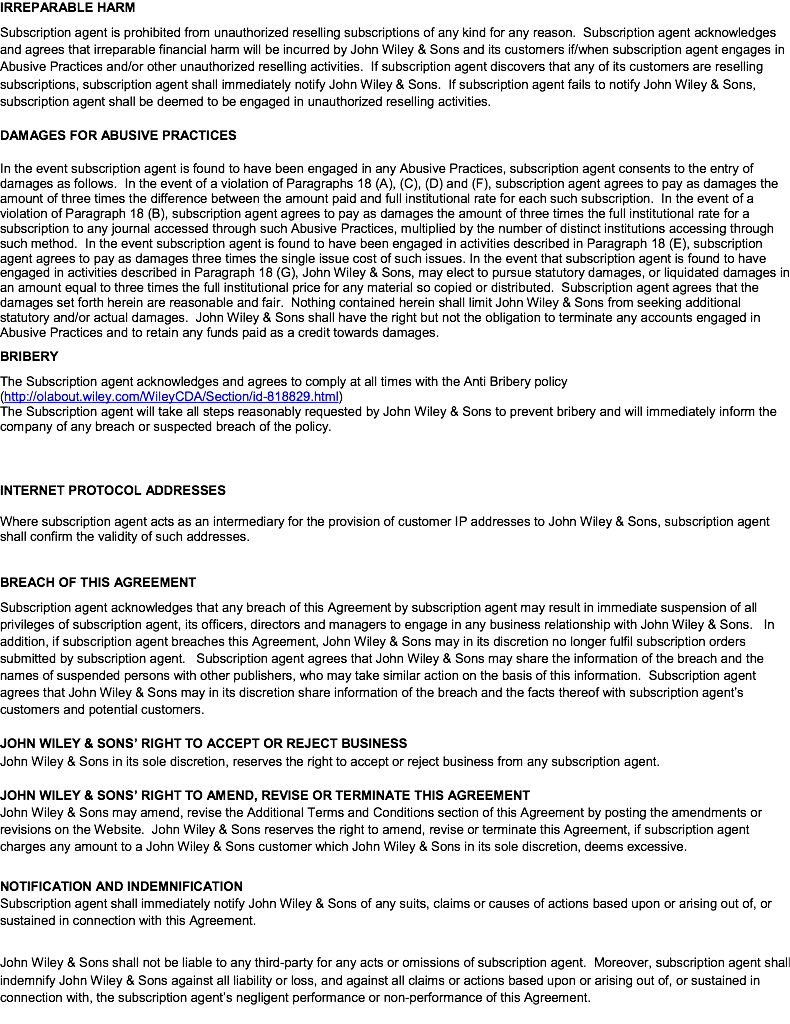 IRREPARABLE HARM
Subscription agent is prohibited from unauthorized reselling subscriptions of any kind for any reason.  Subscription agent acknowledges
and agrees that irreparable financial harm will be incurred by John Wiley & Sons and its customers if/when subscription agent engages in
Abusive Practices and/or other unauthorized reselling activities.  If subscription agent discovers that any of its customers are reselling
subscriptions, subscription agent shall immediately notify John Wiley & Sons.  If subscription agent fails to notify John Wiley & Sons,
subscription agent shall be deemed to be engaged in unauthorized reselling activities.
DAMAGES FOR ABUSIVE PRACTICES
In the event subscription agent is found to have been engaged in any Abusive Practices, subscription agent consents to the entry of
damages as follows.  In the event of a violation of Paragraphs 18 (A), (C), (D) and (F), subscription agent agrees to pay as damages the
amount of three times the difference between the amount paid and full institutional rate for each such subscription.  In the event of a
violation of Paragraph 18 (B), subscription agent agrees to pay as damages the amount of three times the full institutional rate for a
subscription to any journal accessed through such Abusive Practices, multiplied by the number of distinct institutions accessing through
such method.  In the event subscription agent is found to have been engaged in activities described in Paragraph 18 (E), subscription
agent agrees to pay as damages three times the single issue cost of such issues. In the event that subscription agent is found to have
engaged in activities described in Paragraph 18 (G), John Wiley & Sons, may elect to pursue statutory damages, or liquidated damages in
an amount equal to three times the full institutional price for any material so copied or distributed.  Subscription agent agrees that the
damages set forth herein are reasonable and fair.  Nothing contained herein shall limit John Wiley & Sons from seeking additional
statutory and/or actual damages.  John Wiley & Sons shall have the right but not the obligation to terminate any accounts engaged in
Abusive Practices and to retain any funds paid as a credit towards damages.
BRIBERY
The Subscription agent acknowledges and agrees to comply at all times with the Anti Bribery policy
(http://olabout.wiley.com/WileyCDA/Section/id-818829.html)
The Subscription agent will take all steps reasonably requested by John Wiley & Sons to prevent bribery and will immediately inform the
company of any breach or suspected breach of the policy.
INTERNET PROTOCOL ADDRESSES
Where subscription agent acts as an intermediary for the provision of customer IP addresses to John Wiley & Sons, subscription agent
shall confirm the validity of such addresses.
BREACH OF THIS AGREEMENT
Subscription agent acknowledges that any breach of this Agreement by subscription agent may result in immediate suspension of all
privileges of subscription agent, its officers, directors and managers to engage in any business relationship with John Wiley & Sons.   In
addition, if subscription agent breaches this Agreement, John Wiley & Sons may in its discretion no longer fulfil subscription orders
submitted by subscription agent.   Subscription agent agrees that John Wiley & Sons may share the information of the breach and the
names of suspended persons with other publishers, who may take similar action on the basis of this information.  Subscription agent
agrees that John Wiley & Sons may in its discretion share information of the breach and the facts thereof with subscription agent's
customers and potential customers.
JOHN WILEY & SONS' RIGHT TO ACCEPT OR REJECT BUSINESS
John Wiley & Sons in its sole discretion, reserves the right to accept or reject business from any subscription agent.
JOHN WILEY & SONS' RIGHT TO AMEND, REVISE OR TERMINATE THIS AGREEMENT
John Wiley & Sons may amend, revise the Additional Terms and Conditions section of this Agreement by posting the amendments or
revisions on the Website.  John Wiley & Sons reserves the right to amend, revise or terminate this Agreement, if subscription agent
charges any amount to a John Wiley & Sons customer which John Wiley & Sons in its sole discretion, deems excessive.
NOTIFICATION AND INDEMNIFICATION
Subscription agent shall immediately notify John Wiley & Sons of any suits, claims or causes of actions based upon or arising out of, or
sustained in connection with this Agreement.
John Wiley & Sons shall not be liable to any third-party for any acts or omissions of subscription agent.  Moreover, subscription agent shall
indemnify John Wiley & Sons against all liability or loss, and against all claims or actions based upon or arising out of, or sustained in
connection with, the subscription agent's negligent performance or non-performance of this Agreement.